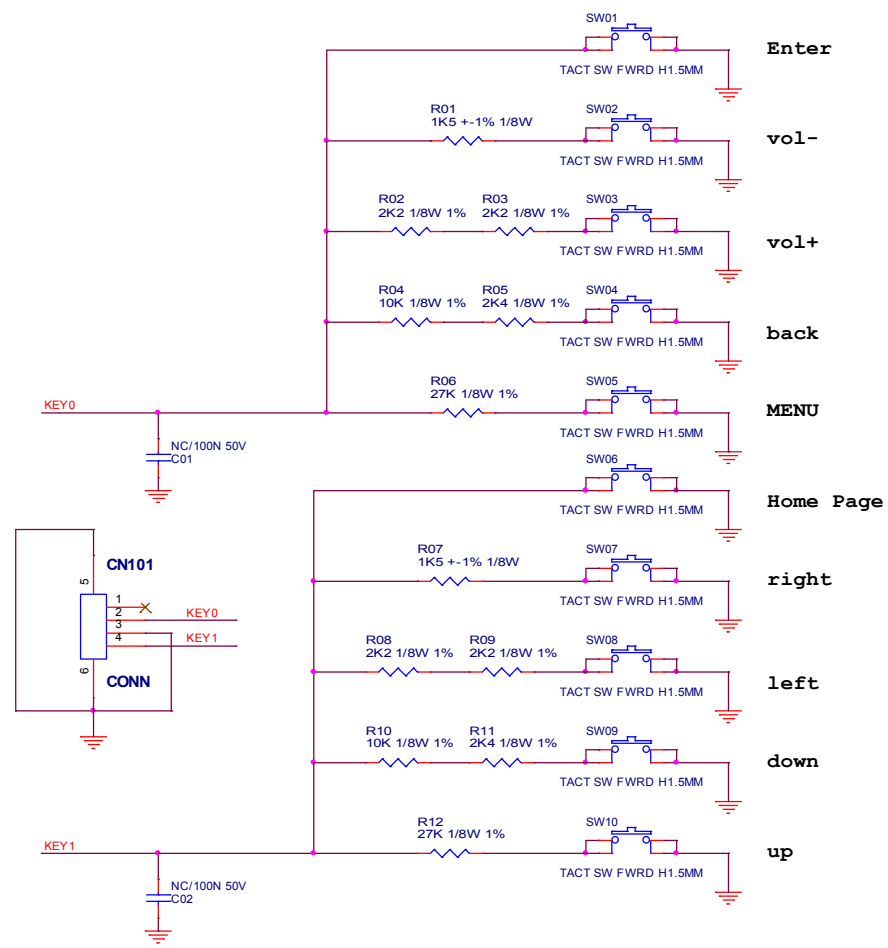 SW01
Enter
TACT SW FWRD H1.5MM
R01
1K5 +-1% 1/8W
SW02
vol-
TACT SW FWRD H1.5MM
R02
2K2 1/8W 1%
R03
2K2 1/8W 1%
SW03
vol+
TACT SW FWRD H1.5MM
R04
10K 1/8W 1%
R05
2K4 1/8W 1%
SW04
back
TACT SW FWRD H1.5MM
R06
27K 1/8W 1%
SW05
KEY0
MENU
TACT SW FWRD H1.5MM
NC/100N 50V
C01
SW06
Home Page
TACT SW FWRD H1.5MM
R07
1K5 +-1% 1/8W
SW07
right
TACT SW FWRD H1.5MM
CN101
5
1
2
3
4
6
KEY0
KEY1
CONN
R08
2K2 1/8W 1%
R09
2K2 1/8W 1%
SW08
left
TACT SW FWRD H1.5MM
R10
10K 1/8W 1%
R11
2K4 1/8W 1%
SW09
down
TACT SW FWRD H1.5MM
R12
27K 1/8W 1%
SW10
KEY1
up
TACT SW FWRD H1.5MM
NC/100N 50V
C02